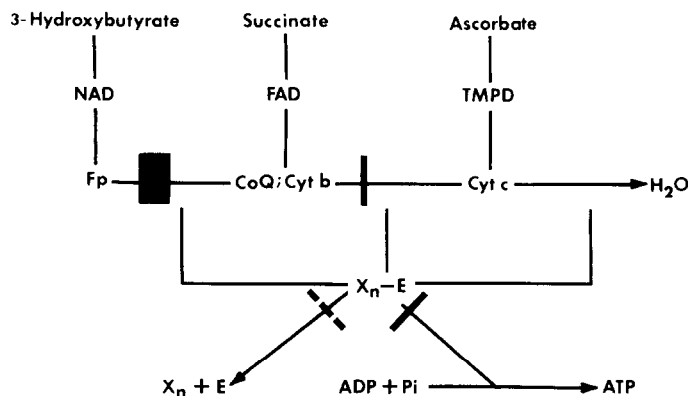 3-Hydroxybutyrate Succinate Ascorbate
NAD FAD TMPD
Fp CoQ;Cyt b Cyt c H2O
Xn–E
Xn + E ADP + Pi ATP